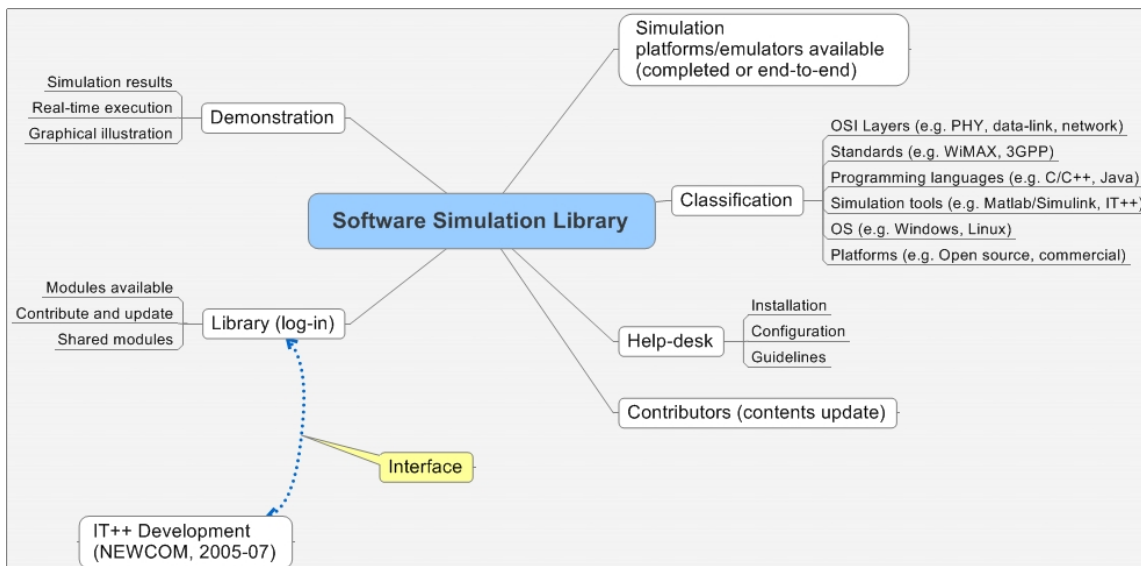 Simulation
platforms/emulators available
(completed or end-to-end)
Simulation results
Real-time execution
Graphical illustration
Demonstration
OSI Layers (e.g. PHY, data-link, network)
Standards (e.g. WiMAX, 3GPP)
Programming languages (e.g. C/C++, Java)
Simulation tools (e.g. Matlab/Simulink, IT++)
OS (e.g. Windows, Linux)
Platforms (e.g. Open source, commercial)
Classification
Software Simulation Library
Modules available
Contribute and update
Shared modules
Library (log-in)
Help-desk
Installation
Configuration
Guidelines
Contributors (contents update)
Interface
IT++ Development
(NEWCOM, 2005-07)